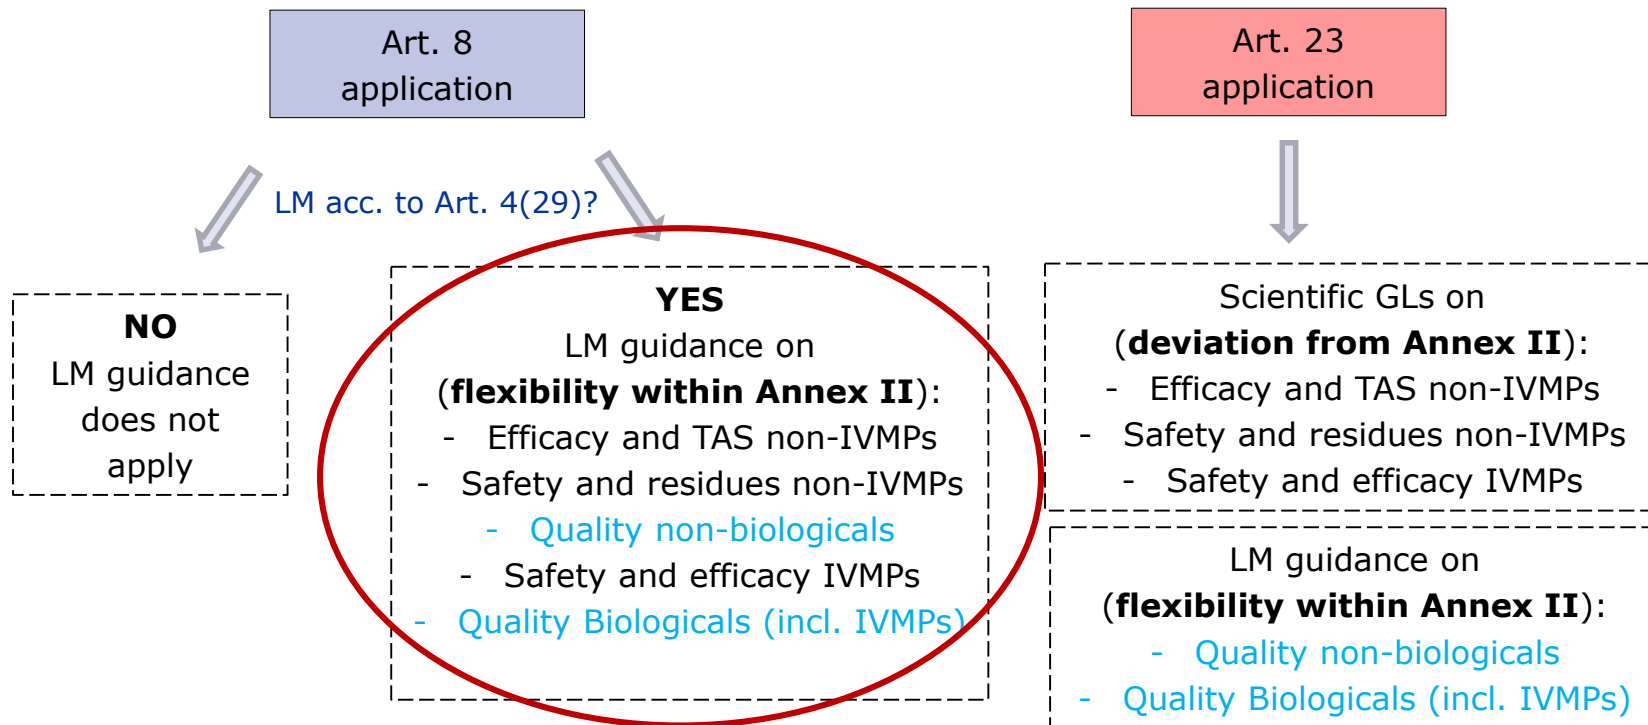 Art. 8
application
Art. 23
application
LM acc. to Art. 4(29)?
NO
LM guidance
does not
apply
YES
LM guidance on
(flexibility within Annex II):
- Efficacy and TAS non-IVMPs
- Safety and residues non-IVMPs
- Quality non-biologicals
- Safety and efficacy IVMPs
- Quality Biologicals (incl. IVMPs)
Scientific GLs on
(deviation from Annex II):
- Efficacy and TAS non-IVMPs
- Safety and residues non-IVMPs
- Safety and efficacy IVMPs
LM guidance on
(flexibility within Annex II):
- Quality non-biologicals
- Quality Biologicals (incl. IVMPs)